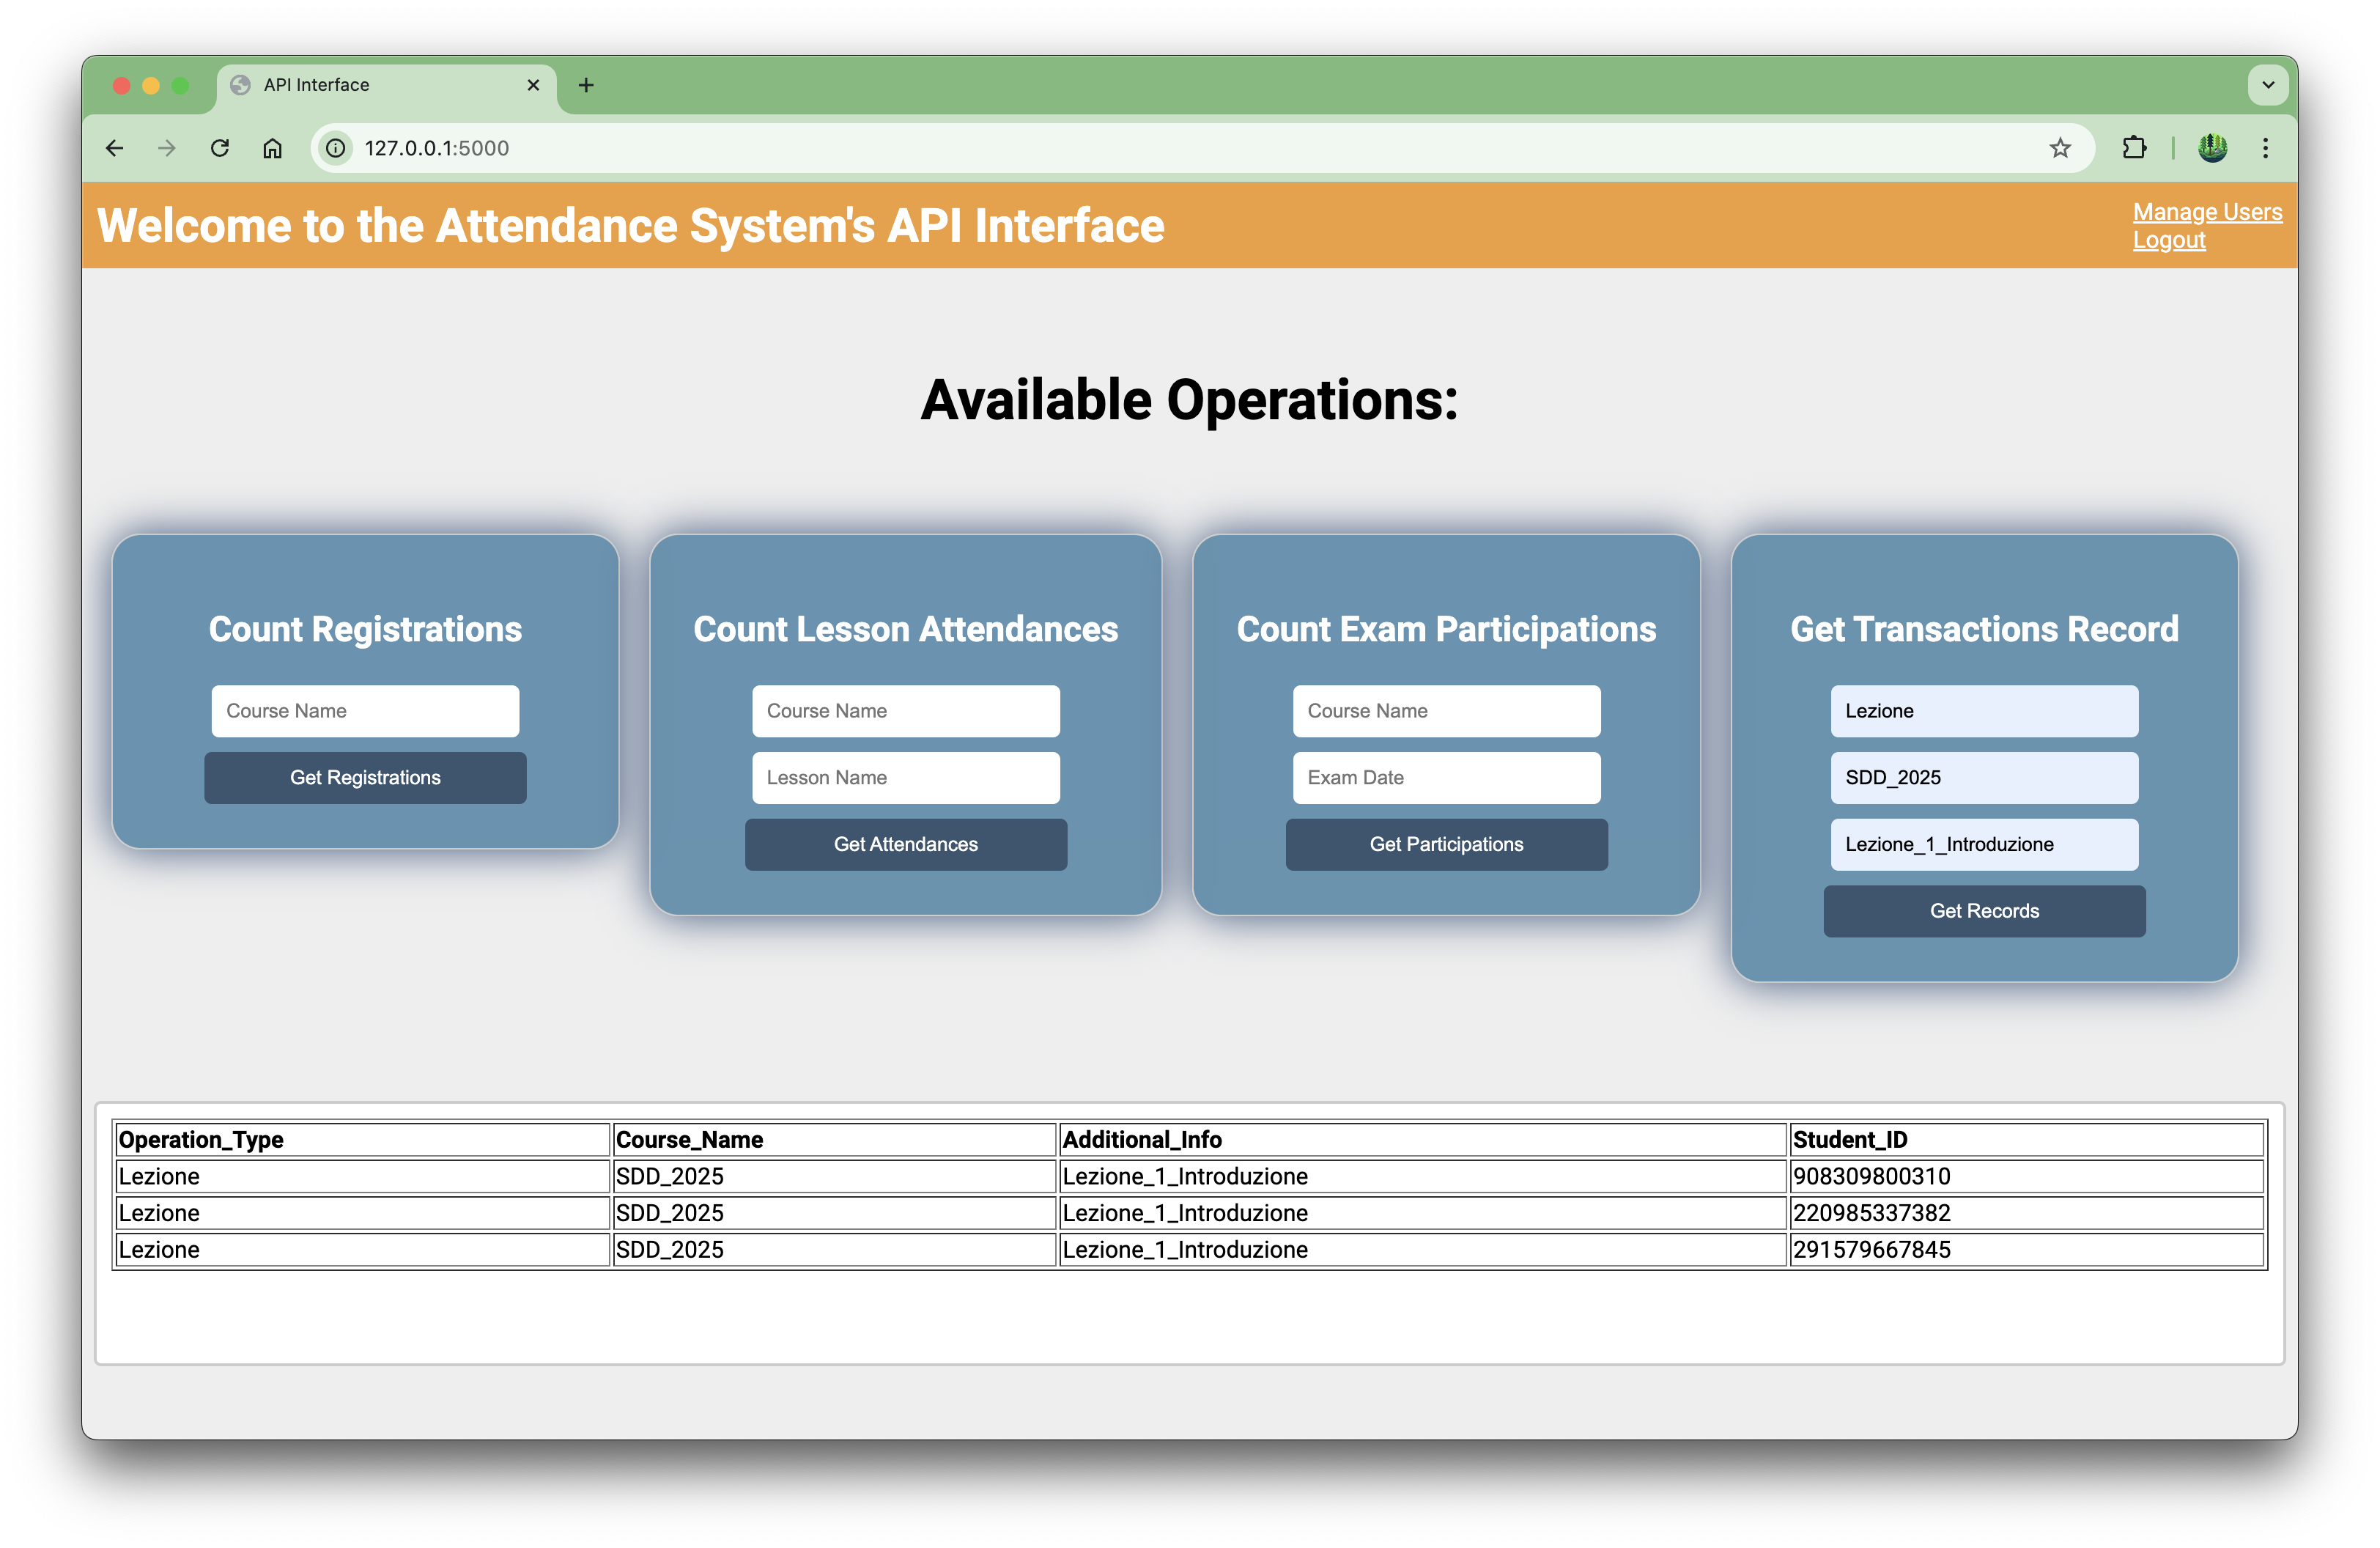 API Interface
127.0.0.1:5000
Welcome to the Attendance System's API Interface
Manage Users
Logout
Available Operations:
Count Registrations
Course Name
Get Registrations
Count Lesson Attendances
Course Name
Lesson Name
Get Attendances
Count Exam Participations
Course Name
Exam Date
Get Participations
Get Transactions Record
Lezione
SDD_2025
Lezione_1_Introduzione
Get Records
Operation_Type Course_Name Additional_Info Student_ID
Lezione SDD_2025 Lezione_1_Introduzione 908309800310
Lezione SDD_2025 Lezione_1_Introduzione 220985337382
Lezione SDD_2025 Lezione_1_Introduzione 291579667845